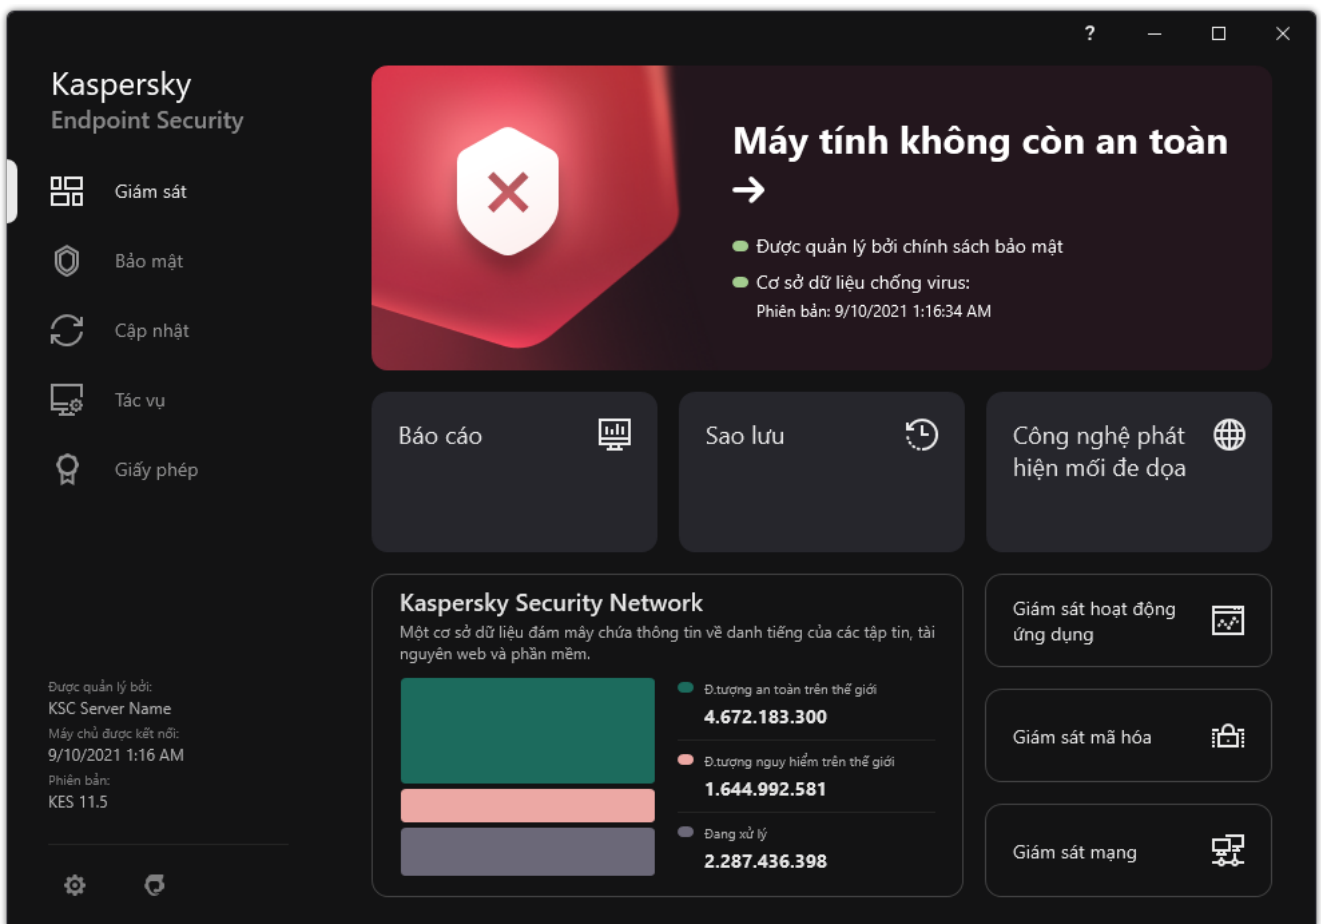 ?
Kaspersky
Endpoint Security
Giám sát
Bảo mật
Cập nhật
Tác vụ
Giấy phép
Được quản lý bởi:
KSC Server Name
Máy chủ được kết nối:
9/10/2021 1:16 AM
Phiên bản:
KES 11.5
Máy tính không còn an toàn
Được quản lý bởi chính sách bảo mật
Cơ sở dữ liệu chống virus:
Phiên bản: 9/10/2021 1:16:34 AM
Báo cáo
Sao lưu
Công nghệ phát
hiện mối đe dọa
Kaspersky Security Network
Một cơ sở dữ liệu đám mây chứa thông tin về danh tiếng của các tập tin, tài
nguyên web và phần mềm.
Đ.tượng an toàn trên thế giới
4.672.183.300
Đ.tượng nguy hiểm trên thế giới
1.644.992.581
Đang xử lý
2.287.436.398
Giám sát hoạt động
ứng dụng
Giám sát mã hóa
Giám sát mạng